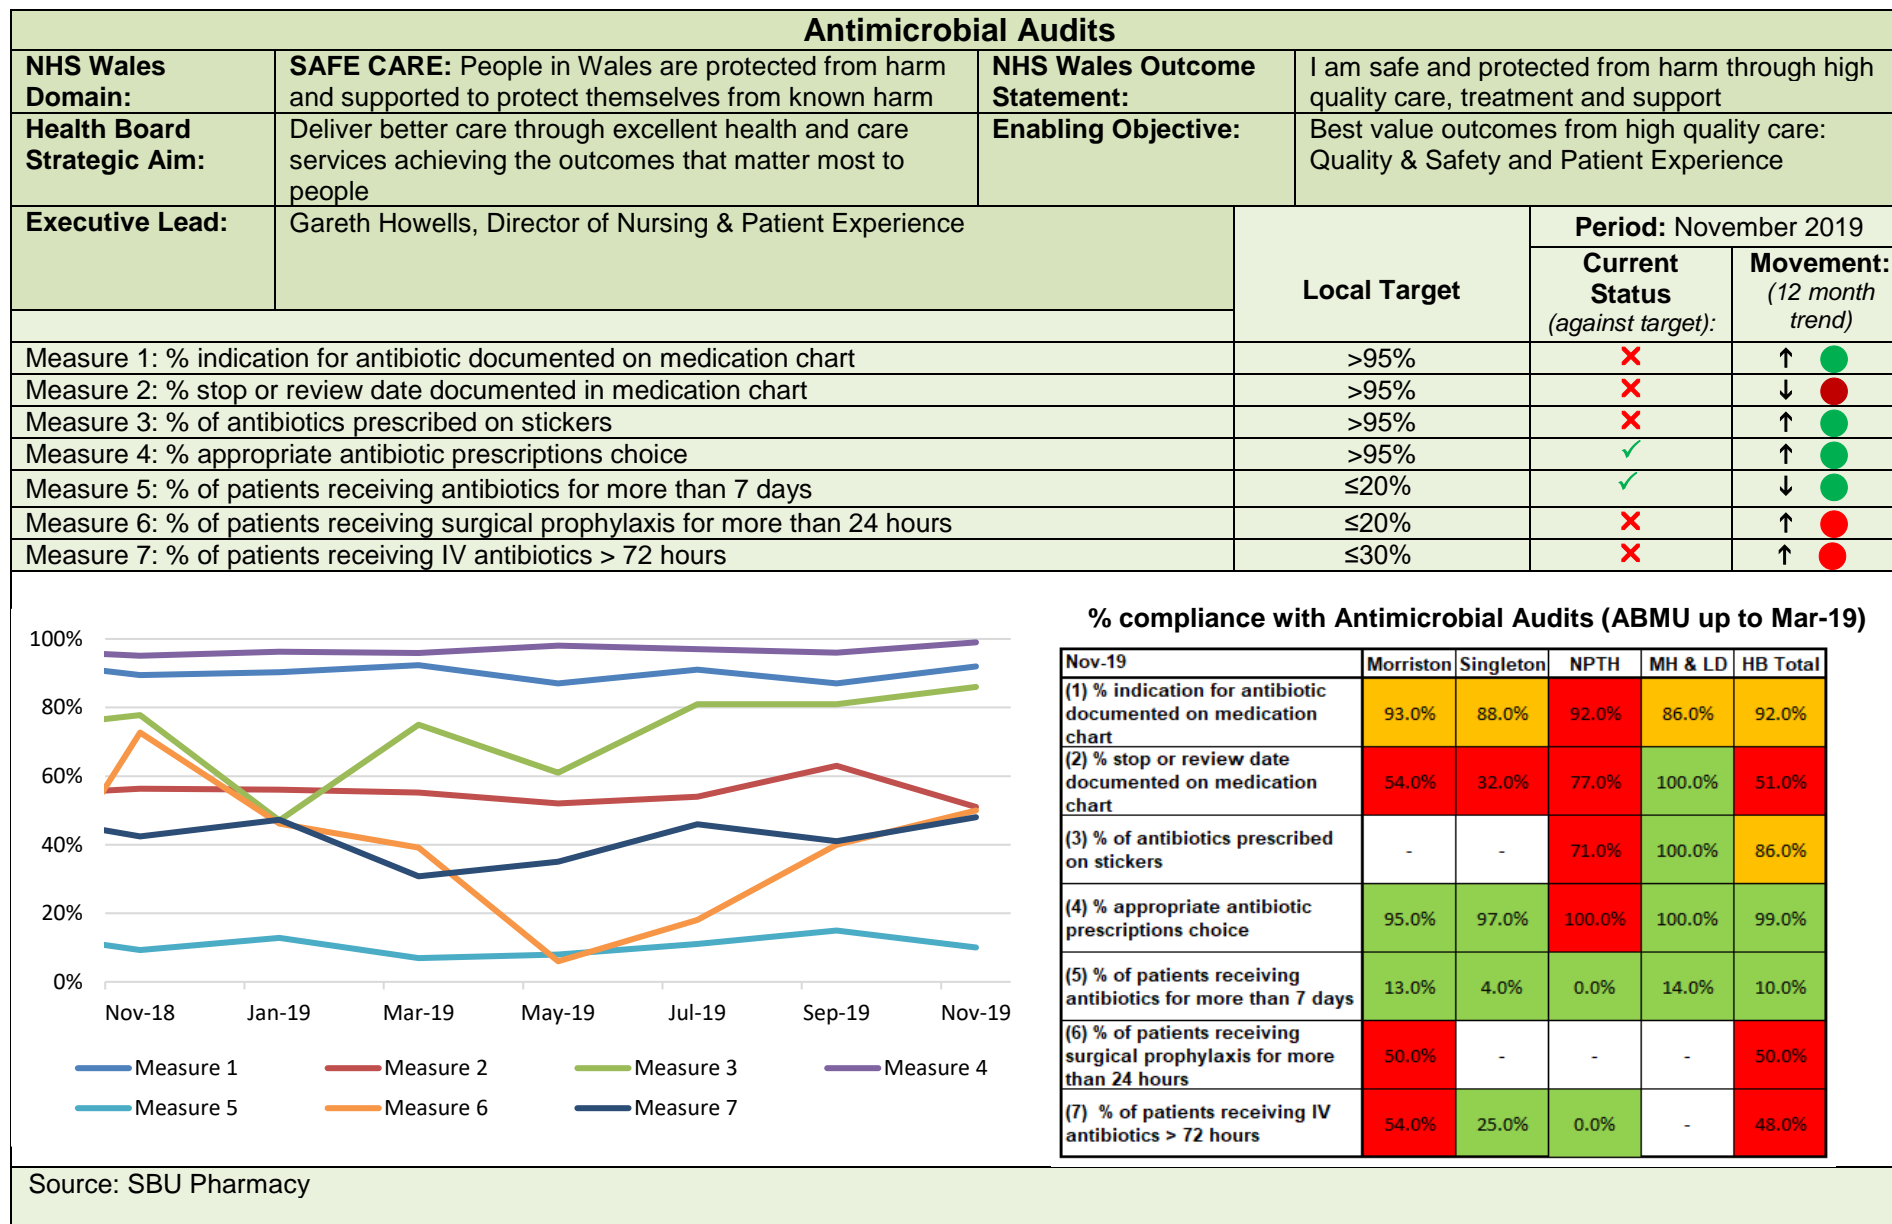 Antimicrobial Audits
NHS Wales
Domain:
SAFE CARE: People in Wales are protected from harm
and supported to protect themselves from known harm
NHS Wales Outcome
Statement:
I am safe and protected from harm through high
quality care, treatment and support
Health Board
Strategic Aim:
Deliver better care through excellent health and care
services achieving the outcomes that matter most to
people
Enabling Objective:
Best value outcomes from high quality care:
Quality & Safety and Patient Experience
Executive Lead:
Gareth Howells, Director of Nursing & Patient Experience
Local Target
Period: November 2019
Current
Status
(against target):
Movement:
(12 month
trend)
Measure 1: % indication for antibiotic documented on medication chart >95% ↑
Measure 2: % stop or review date documented in medication chart >95% ↓
Measure 3: % of antibiotics prescribed on stickers >95% ↑
Measure 4: % appropriate antibiotic prescriptions choice >95% ↑
Measure 5: % of patients receiving antibiotics for more than 7 days ≤20% ↓
Measure 6: % of patients receiving surgical prophylaxis for more than 24 hours ≤20% ↑
Measure 7: % of patients receiving IV antibiotics > 72 hours ≤30% ↑
100%
80%
60%
40%
20%
0%
Nov-18 Jan-19 Mar-19 May-19 Jul-19 Sep-19 Nov-19
Measure 1 Measure 2 Measure 3 Measure 4
Measure 5 Measure 6 Measure 7
% compliance with Antimicrobial Audits (ABMU up to Mar-19)
Nov-19 Morriston Singleton NPTH MH & LD HB Total
(1) % indication for antibiotic
documented on medication
chart
93.0% 88.0% 92.0% 86.0% 92.0%
(2) % stop or review date
documented on medication
chart
54.0% 32.0% 77.0% 100.0% 51.0%
(3) % of antibiotics prescribed
on stickers
- - 71.0% 100.0% 86.0%
(4) % appropriate antibiotic
prescriptions choice
95.0% 97.0% 100.0% 100.0% 99.0%
(5) % of patients receiving
antibiotics for more than 7 days
13.0% 4.0% 0.0% 14.0% 10.0%
(6) % of patients receiving
surgical prophylaxis for more
than 24 hours
50.0% - - - 50.0%
(7) % of patients receiving IV
antibiotics > 72 hours
54.0% 25.0% 0.0% - 48.0%
Source: SBU Pharmacy